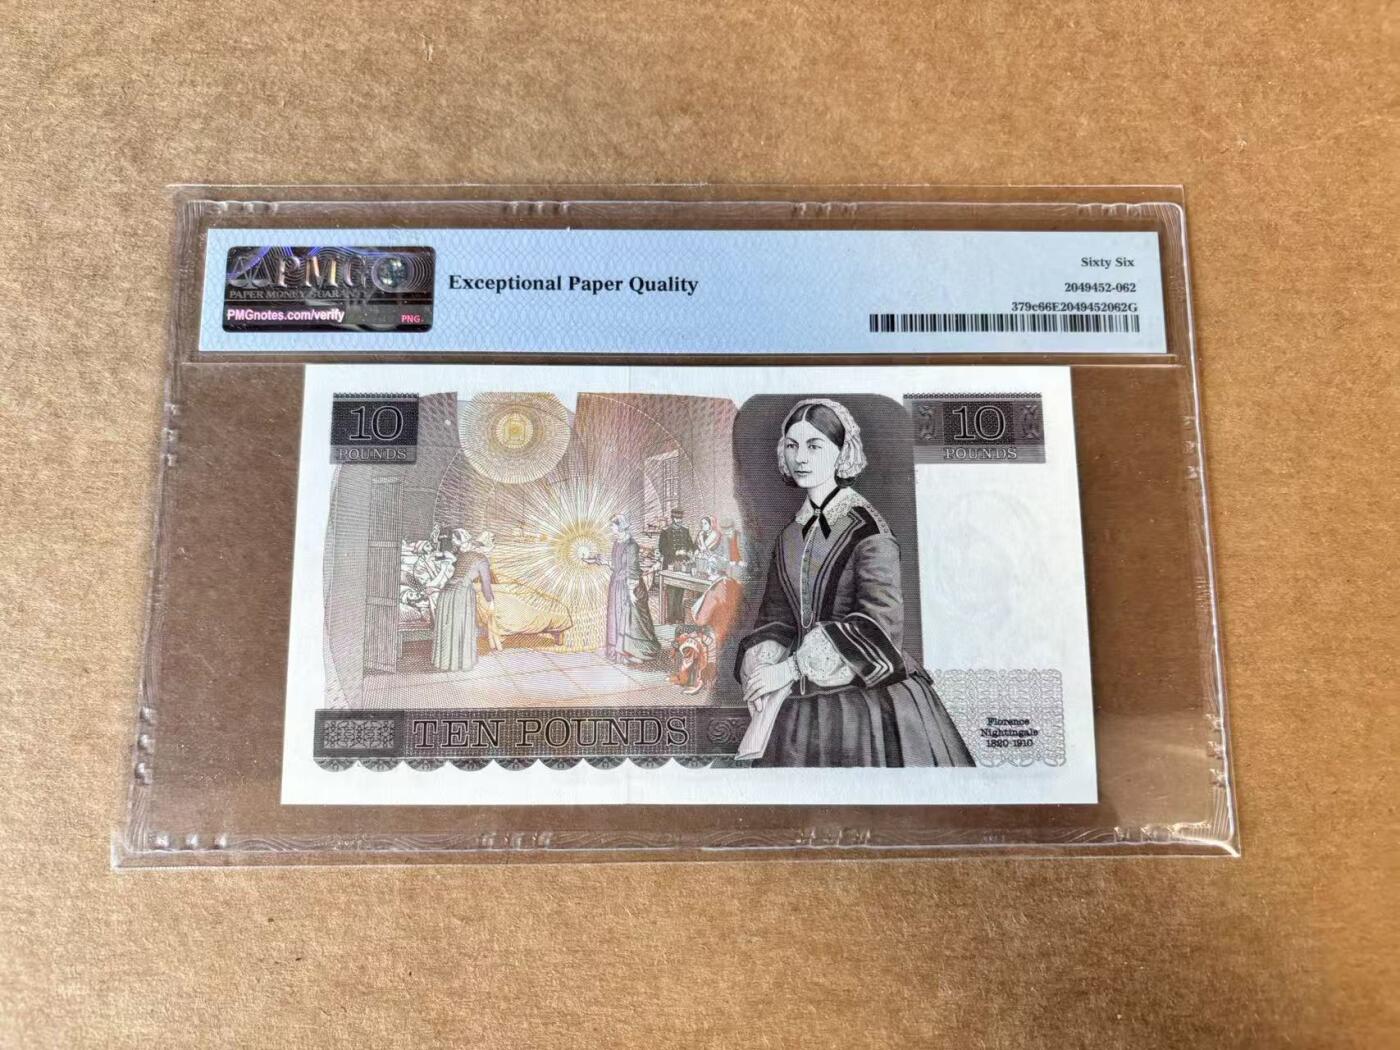 PMG
PAPER MONEY GUARANTY
PMGnotes.com/verify
PNG
Exceptional Paper Quality
Sixty Six
2049452-062
379c66E2049452062G
10
POUNDS
10
POUNDS
TEN POUNDS
Florence
Nightingale
1820-1910